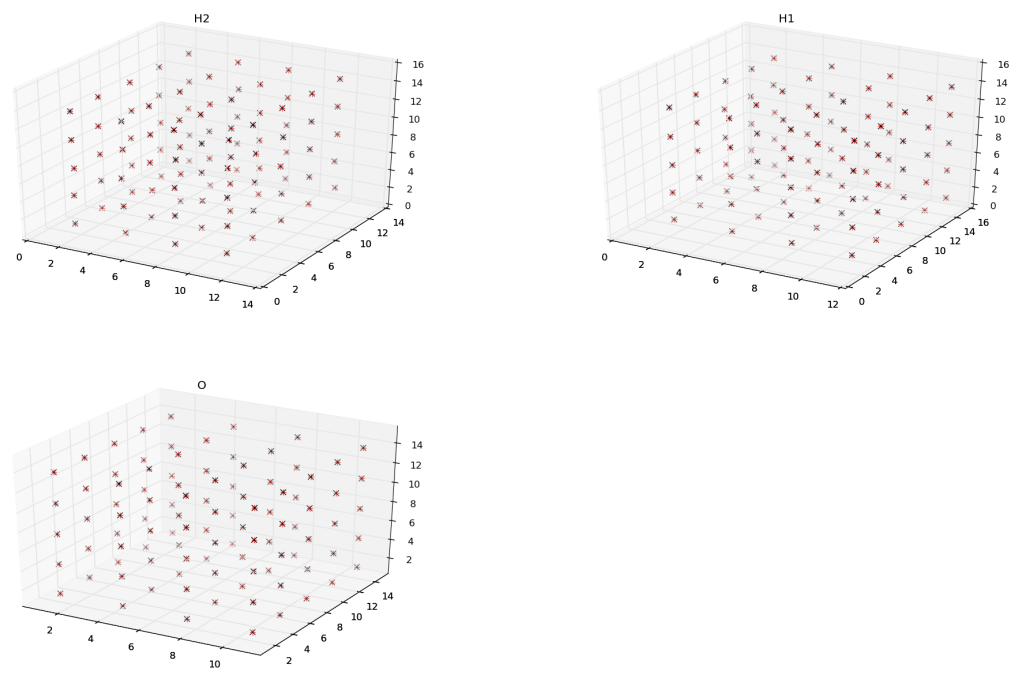 H2
0 2 4 6 8 10 12 14
0 2 4 6 8 10 12 14
0 2 4 6 8 10 12 14 16
H1
0 2 4 6 8 10 12
0 2 4 6 8 10 12 14 16
0 2 4 6 8 10 12 14 16
O
2 4 6 8 10
2 4 6 8 10 12 14
2 4 6 8 10 12 14